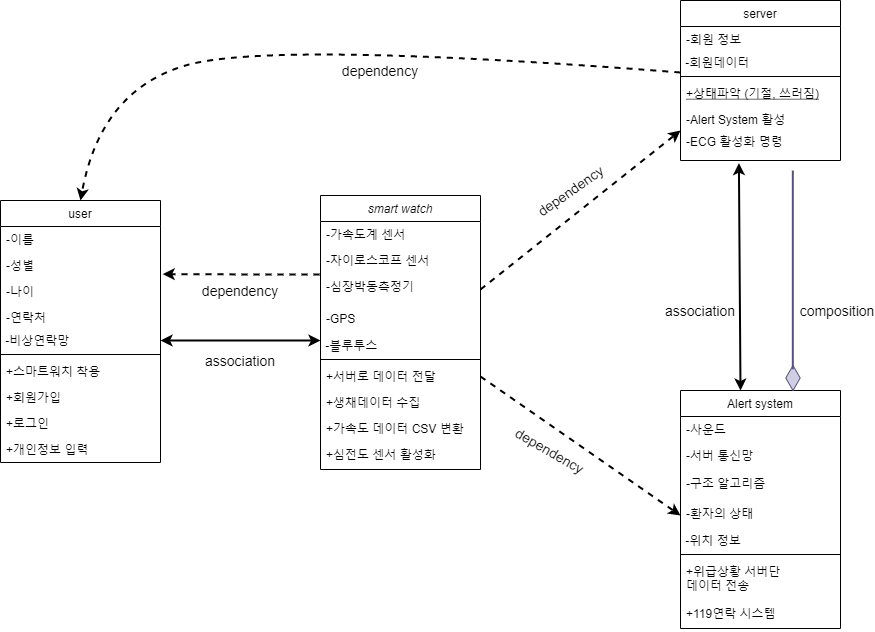 server
-회원 정보
-회원데이터
+상태파악 (기절, 쓰러짐)
-Alert System 활성
-ECG 활성화 명령
dependency
user
-이름
-성별
-나이
-연락처
-비상연락망
+스마트워치 착용
+회원가입
+로그인
+개인정보 입력
dependency
association
smart watch
-가속도계 센서
-자이로스코프 센서
-심장박동측정기
-GPS
-블루투스
+서버로 데이터 전달
+생채데이터 수집
+가속도 데이터 CSV 변환
+심전도 센서 활성화
dependency
dependency
association
composition
Alert system
-사운드
-서버 통신망
-구조 알고리즘
-환자의 상태
-위치 정보
+위급상황 서버단
데이터 전송
+119연락 시스템